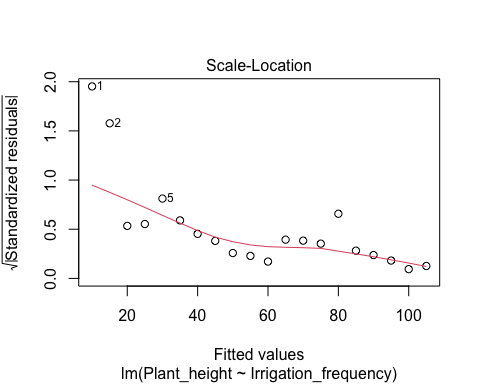 Scale-Location
√|Standardized residuals|
2.0
1.5
1.0
0.5
0.0
1
2
5
20 40 60 80 100
Fitted values
lm(Plant_height ~ Irrigation_frequency)